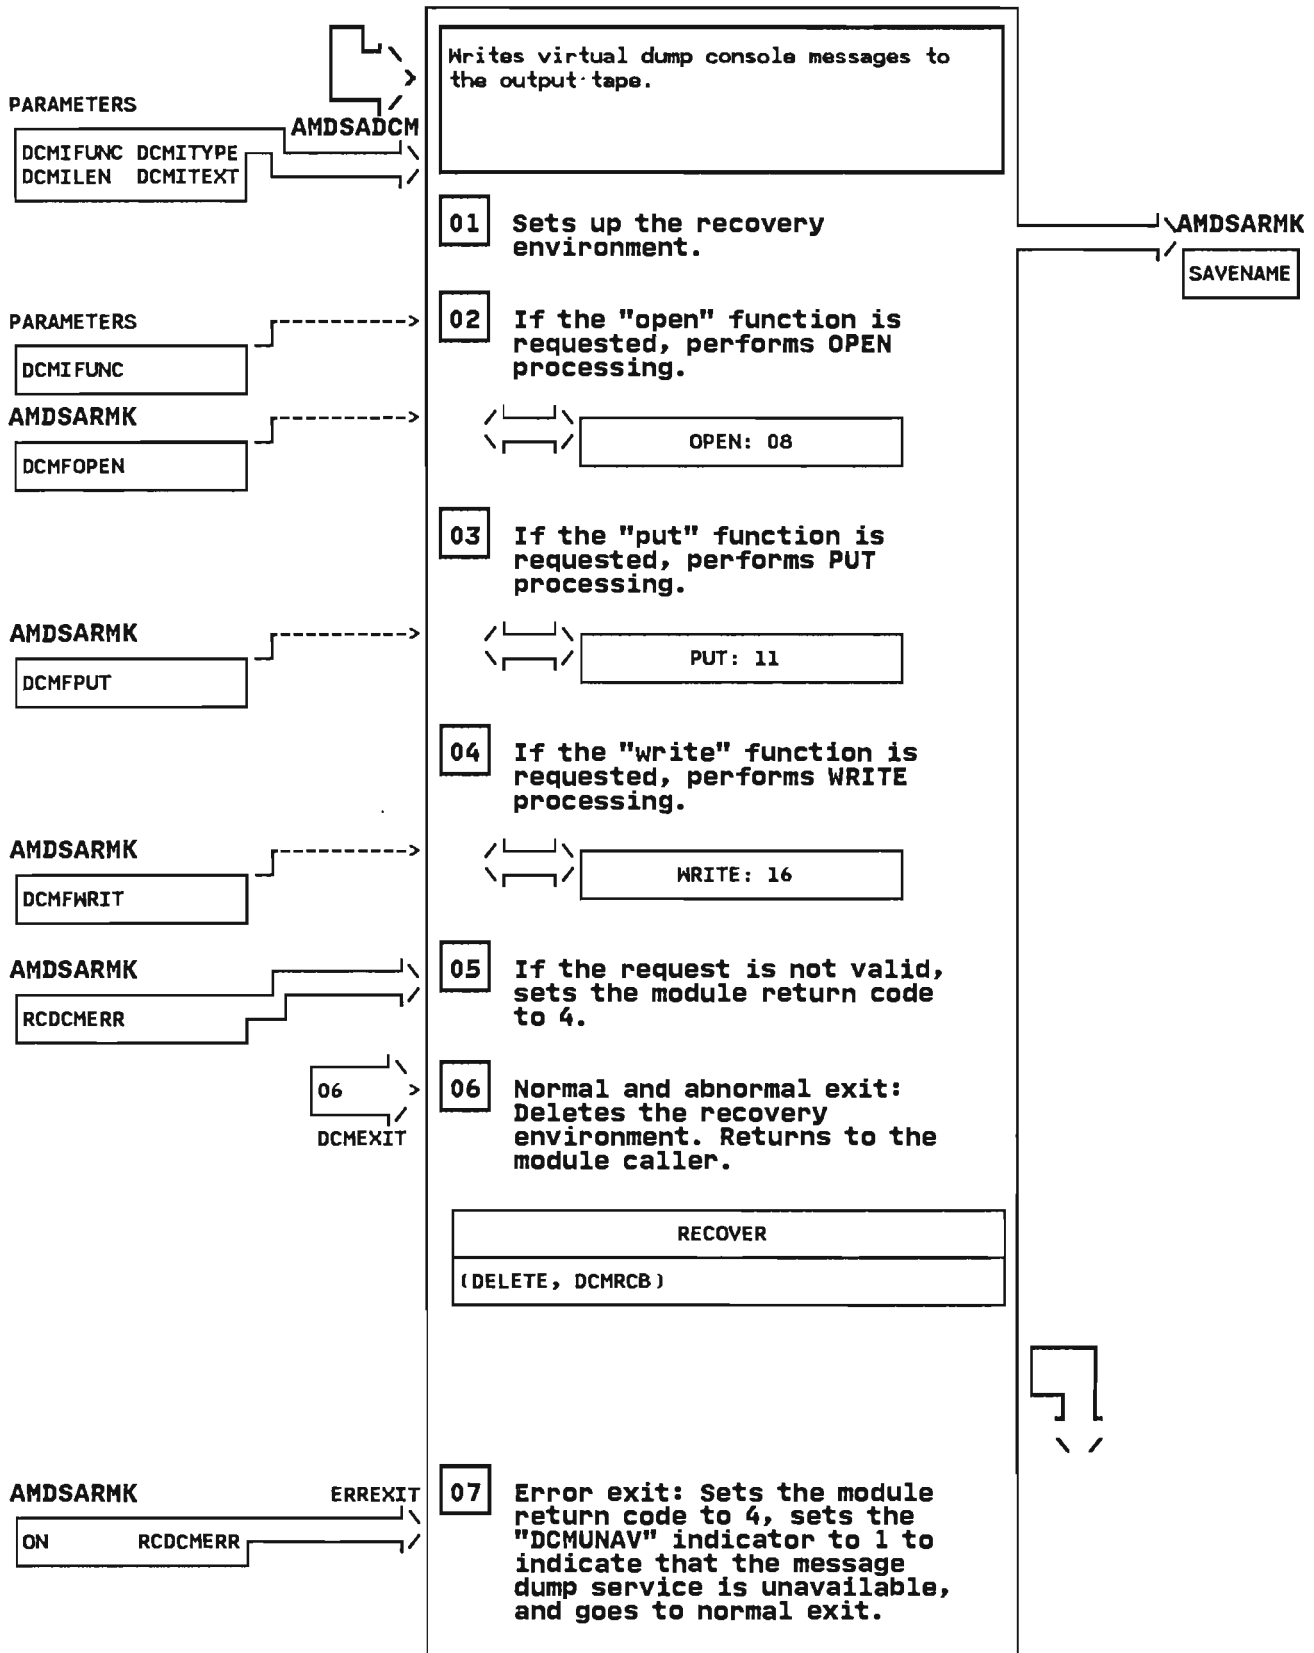 Writes virtual dump console messages to
the output tape.
PARAMETERS
AMDSADCM
DCMIFUNC DCMITYPE
DCMILEN DCMITEXT
01 Sets up the recovery
environment.
AMDSARMK
SAVENAME
PARAMETERS
DCMIFUNC
02 If the "open" function is
requested, performs OPEN
processing.
AMDSARMK
DCMFOPEN
OPEN: 08
03 If the "put" function is
requested, performs PUT
processing.
AMDSARMK
DCMFPUT
PUT: 11
04 If the "write" function is
requested, performs WRITE
processing.
AMDSARMK
DCMFWRIT
WRITE: 16
AMDSARMK
RCDCMERR
05 If the request is not valid,
sets the module return code
to 4.
06
DCMEXIT
06 Normal and abnormal exit:
Deletes the recovery
environment. Returns to the
module caller.
RECOVER
(DELETE, DCMRCB)
AMDSARMK
ERREXIT
ON RCDCMERR
07 Error exit: Sets the module
return code to 4, sets the
"DCMUNAV" indicator to 1 to
indicate that the message
dump service is unavailable,
and goes to normal exit.